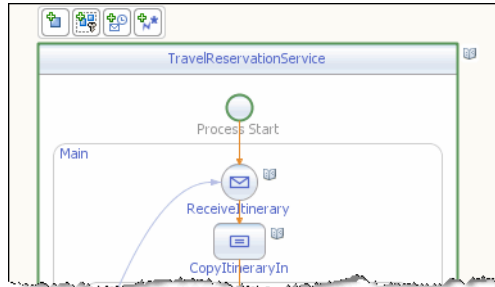 TravelReservationService
Process Start
Main
ReceiveItinerary
CopyItineraryIn